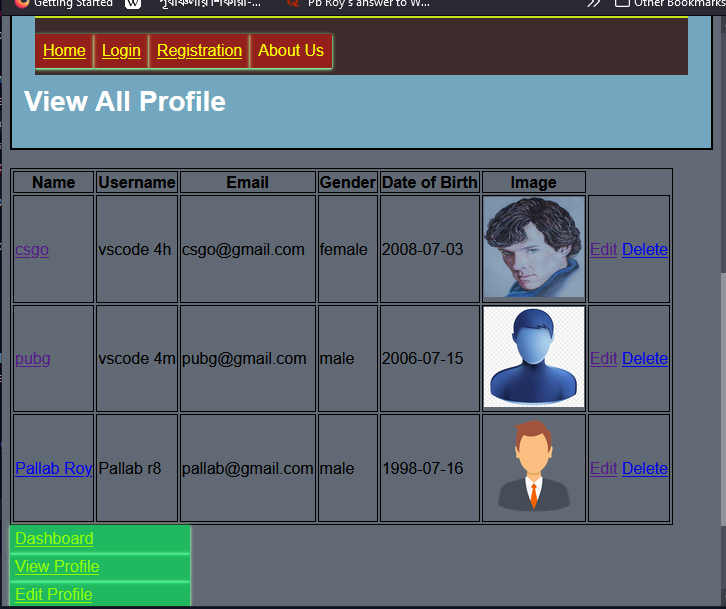 Getting Started
Pb Roy's answer to W...
Other Bookmarks
Home Login Registration About Us
View All Profile
Name Username Email Gender Date of Birth Image
csgo vscode 4h csgo@gmail.com female 2008-07-03 Edit Delete
pubg vscode 4m pubg@gmail.com male 2006-07-15 Edit Delete
Pallab Roy Pallab r8 pallab@gmail.com male 1998-07-16 Edit Delete
Dashboard
View Profile
Edit Profile